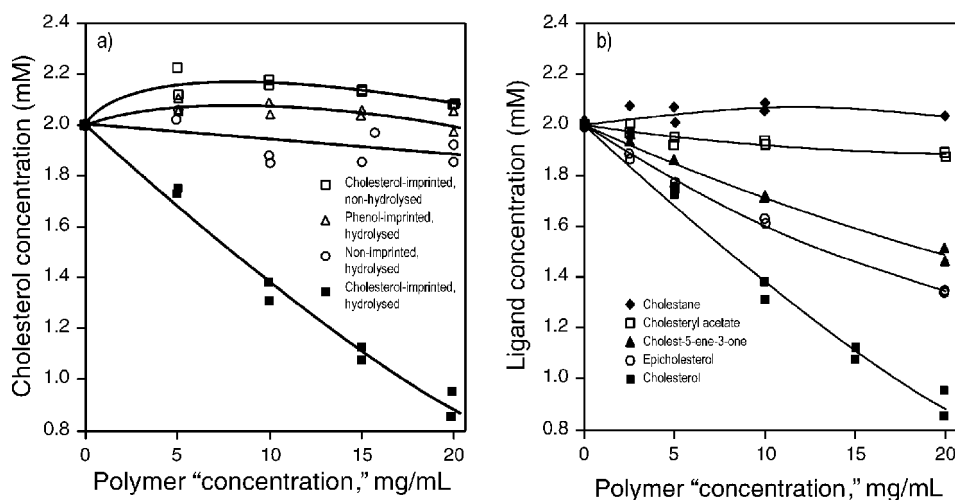 a)
Cholesterol concentration (mM)
2.4
2.2
2.0
1.8
1.6
1.4
1.2
1.0
0.8
Cholesterol-imprinted,
non-hydrolysed
Phenol-imprinted,
hydrolysed
Non-imprinted,
hydrolysed
Cholesterol-imprinted,
hydrolysed
0
5
10
15
20
Polymer “concentration,” mg/mL
b)
Ligand concentration (mM)
2.4
2.2
2.0
1.8
1.6
1.4
1.2
1.0
0.8
Cholestane
Cholesteryl acetate
Cholest-5-ene-3-one
Epicholesterol
Cholesterol
0
5
10
15
20
Polymer “concentration,” mg/mL